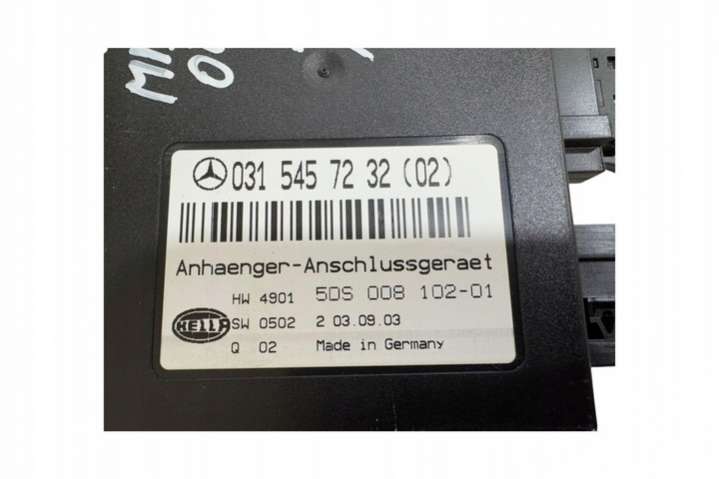 031 545 72 32 (02)
Anhaenger-Anschlussgeraet
HW 4901 5DS 008 102-01
HELLA SW 0502 2 03.09.03
Q 02 Made in Germany